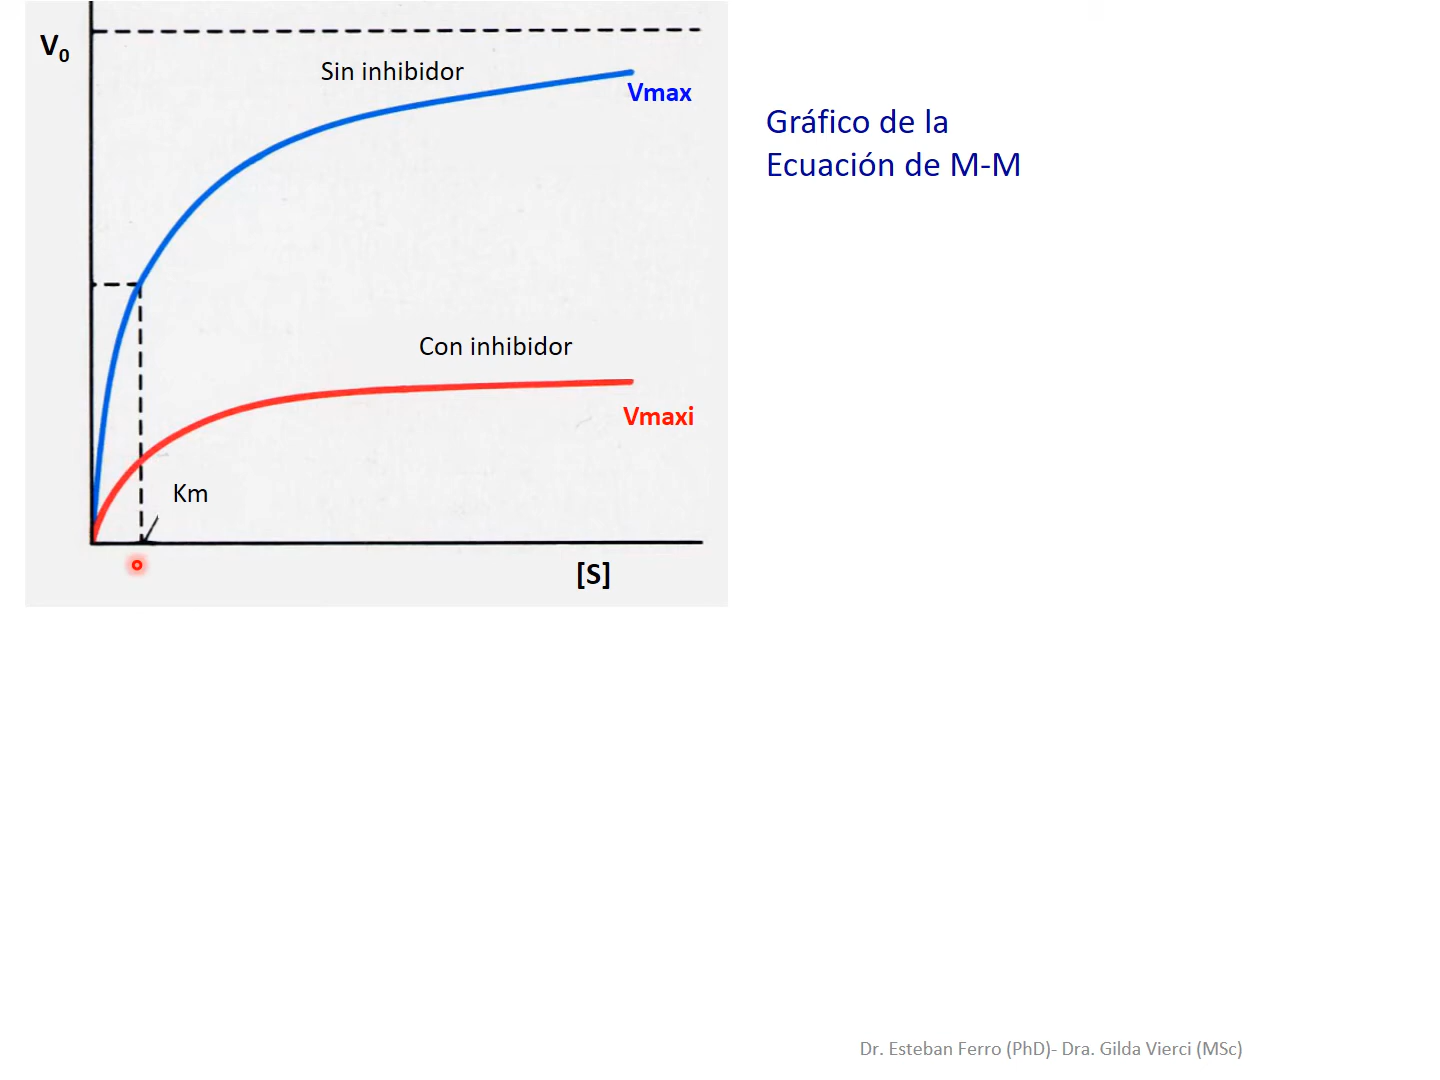 V₀
Sin inhibidor
Vmax
Gráfico de la
Ecuación de M-M
Con inhibidor
Vmaxi
Km
[S]
Dr. Esteban Ferro (PhD)- Dra. Gilda Vierci (MSc)